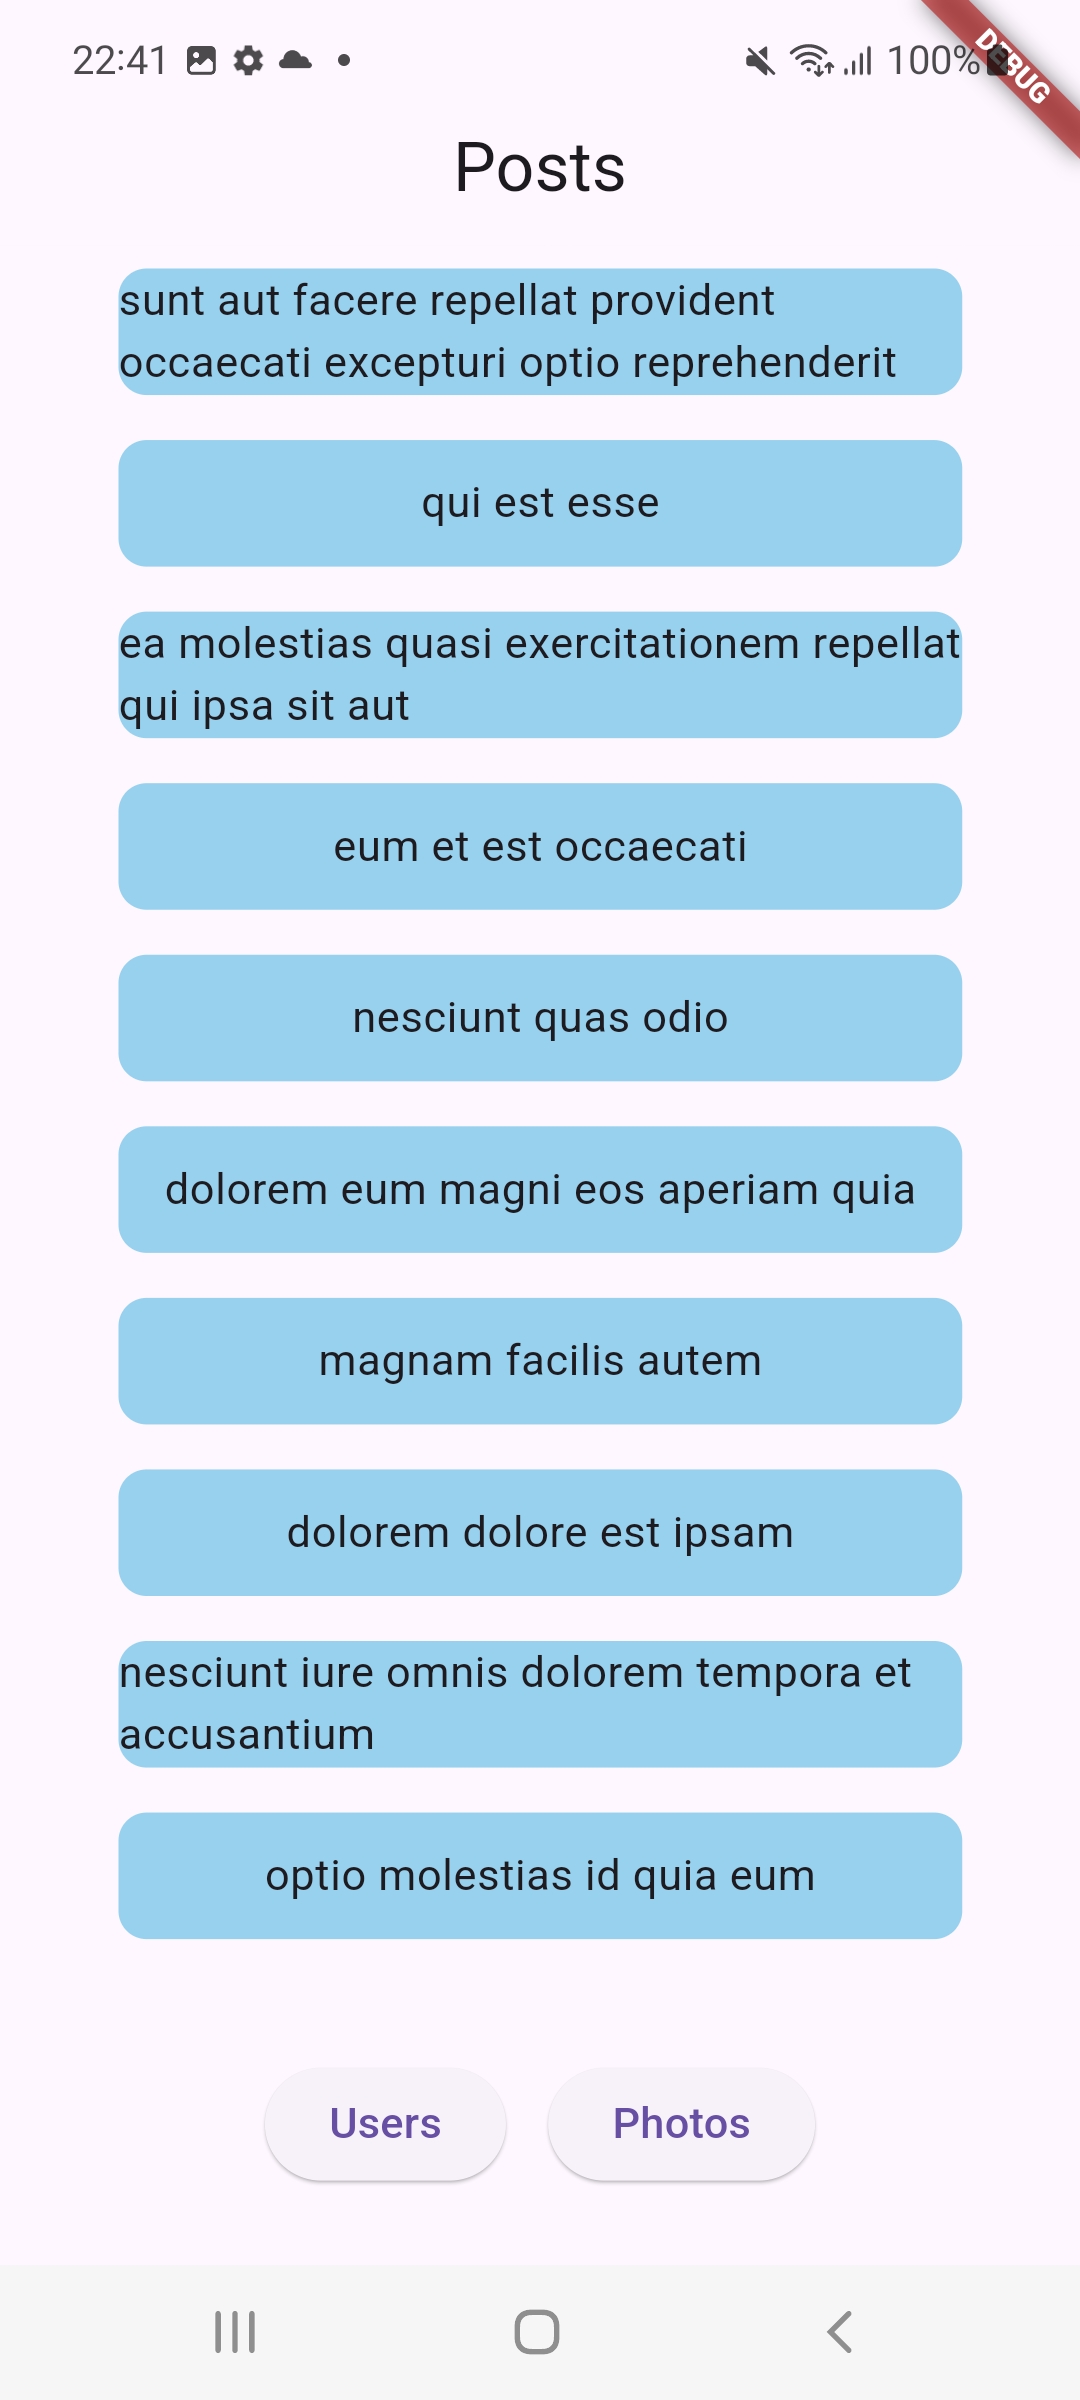 22:41
100%
DEBUG
Posts
sunt aut facere repellat provident
occaecati excepturi optio reprehenderit
qui est esse
ea molestias quasi exercitationem repellat
qui ipsa sit aut
eum et est occaecati
nesciunt quas odio
dolorem eum magni eos aperiam quia
magnam facilis autem
dolorem dolore est ipsam
nesciunt iure omnis dolorem tempora et
accusantium
optio molestias id quia eum
Users
Photos